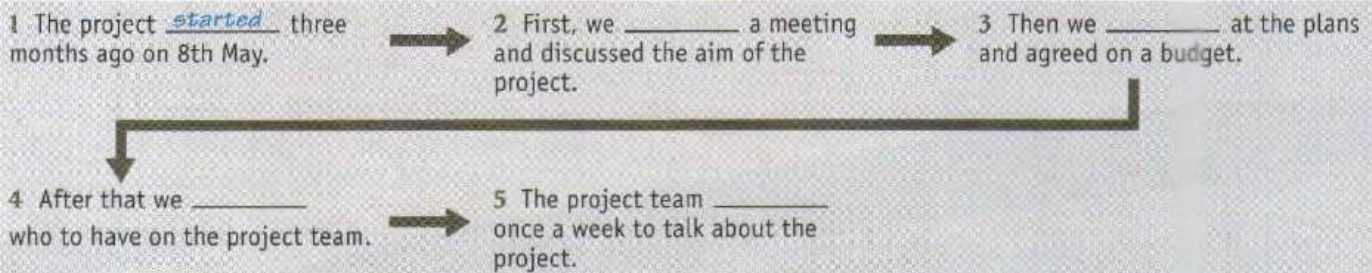 1 The project started three
months ago on 8th May.
2 First, we ________ a meeting
and discussed the aim of the
project.
3 Then we ________ at the plans
and agreed on a budget.
4 After that we ________
who to have on the project team.
5 The project team ________
once a week to talk about the
project.